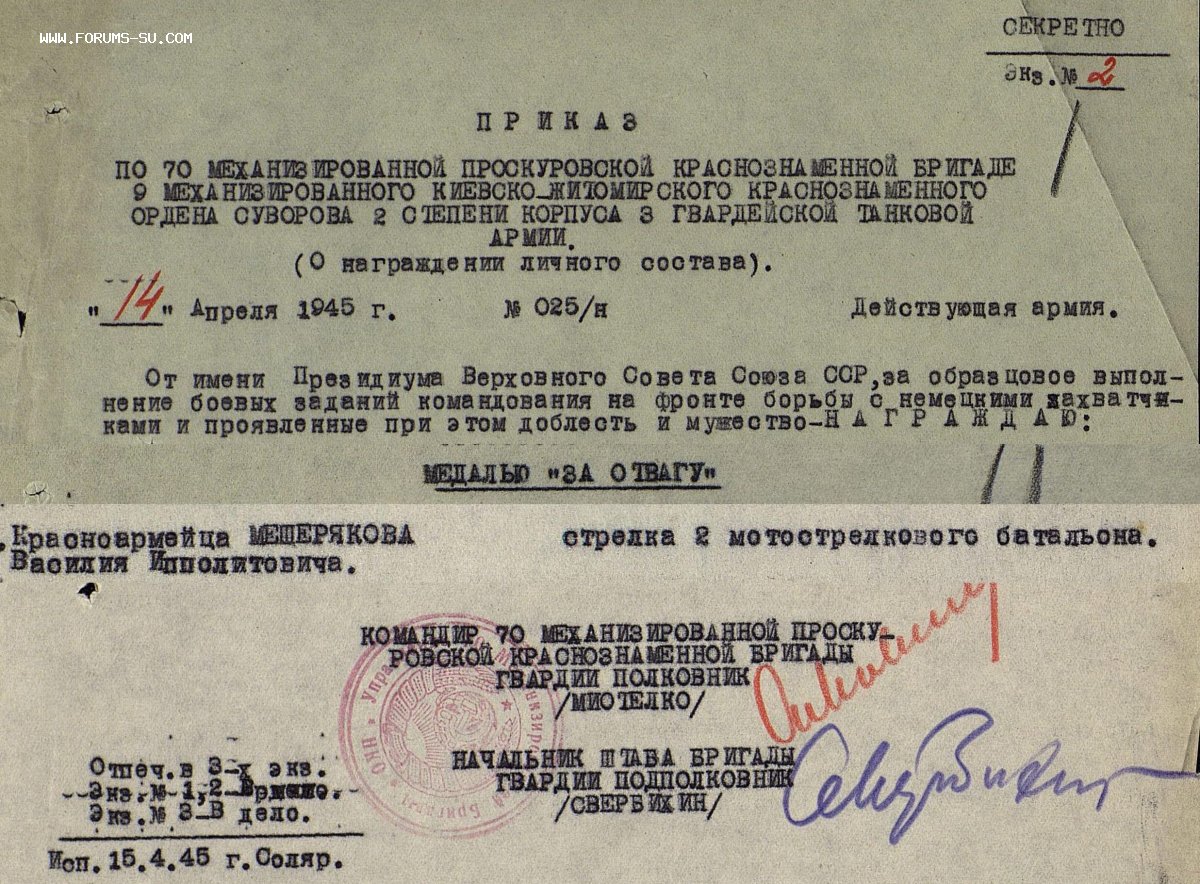 WWW.FORUMS-SU.COM
СЕКРЕТНО
Экз.№ 2
ПРИКАЗ
ПО 70 МЕХАНИЗИРОВАННОЙ ПРОСКУРОВСКОЙ КРАСНОЗНАМЕННОЙ БРИГАДЕ
9 МЕХАНИЗИРОВАННОГО КИЕВСКО-ЖИТОМИРСКОГО КРАСНОЗНАМЕННОГО
ОРДЕНА СУВОРОВА 2 СТЕПЕНИ КОРПУСА 3 ГВАРДЕЙСКОЙ ТАНКОВОЙ
АРМИИ.
(О награждении личного состава).
"14" Апреля 1945 г. № 025/н Действующая армия.
От имени Президиума Верховного Совета Союза ССР, за образцовое выпол-
нение боевых заданий командования на фронте борьбы с немецкими захватчи-
ками и проявленные при этом доблесть и мужество-НАГРАЖДАЮ:
МЕДАЛЬЮ "ЗА ОТВАГУ"
Красноармейца МЕШЕРЯКОВА стрелка 2 мотострелкового батальона.
Василия Ипполитовича.
КОМАНДИР 70 МЕХАНИЗИРОВАННОЙ ПРОСКУ-
РОВСКОЙ КРАСНОЗНАМЕННОЙ БРИГАДЫ
ГВАРДИИ ПОЛКОВНИК
/МИОТЕЛКО/
НАЧАЛЬНИК ШТАБА БРИГАДЫ
ГВАРДИИ ПОДПОЛКОВНИК
/СВЕРБИХИН/
Отпеч.в 3-х экз.
Экз.№ 1,2-
Экз.№ 3-В дело.
Исп.15.4.45 г.Соляр.